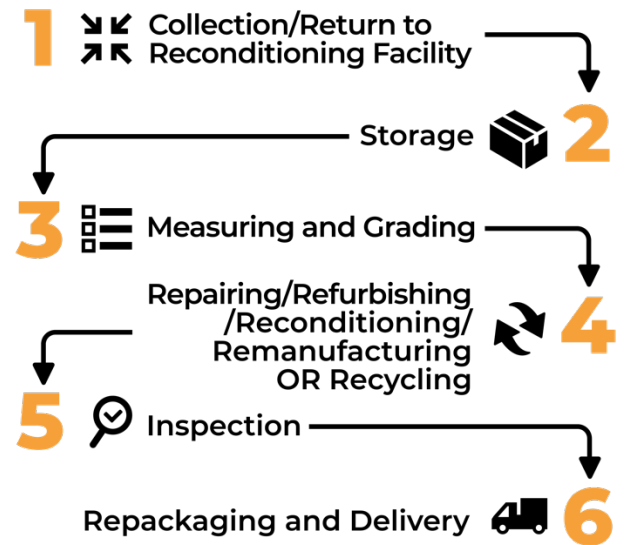 1
Collection/Return to
Reconditioning Facility
2
Storage
3
Measuring and Grading
4
Repairing/Refurbishing
/Reconditioning/
Remanufacturing
OR Recycling
5
Inspection
6
Repackaging and Delivery